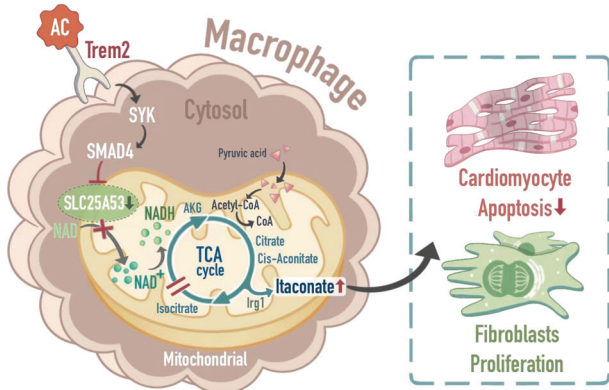 AC
Trem2
Macrophage
SYK
Cytosol
SMAD4
Pyruvic acid
SLC25A53
NADH
AKG
Acetyl-CoA
CoA
NAD
TCA
cycle
Citrate
Cis-Aconitate
NAD+
Itaconate
Irg1
Isocitrate
Mitochondrial
Cardiomyocyte
Apoptosis
Fibroblasts
Proliferation